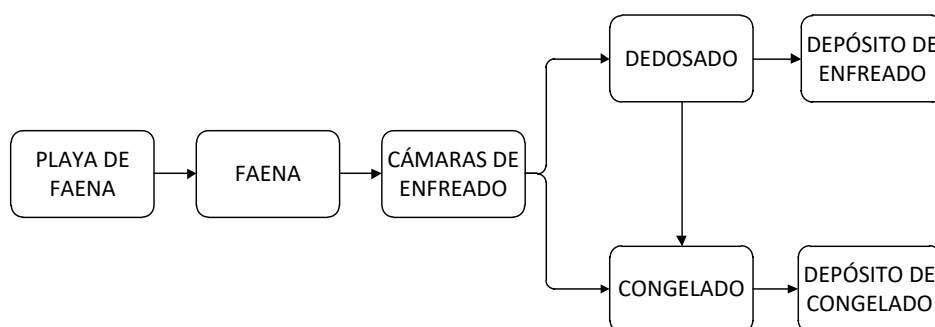 PLAYA DE
FAENA
FAENA
CÁMARAS DE
ENFREADO
DEDOSADO
DEPÓSITO DE
ENFREADO
CONGELADO
DEPÓSITO DE
CONGELADO